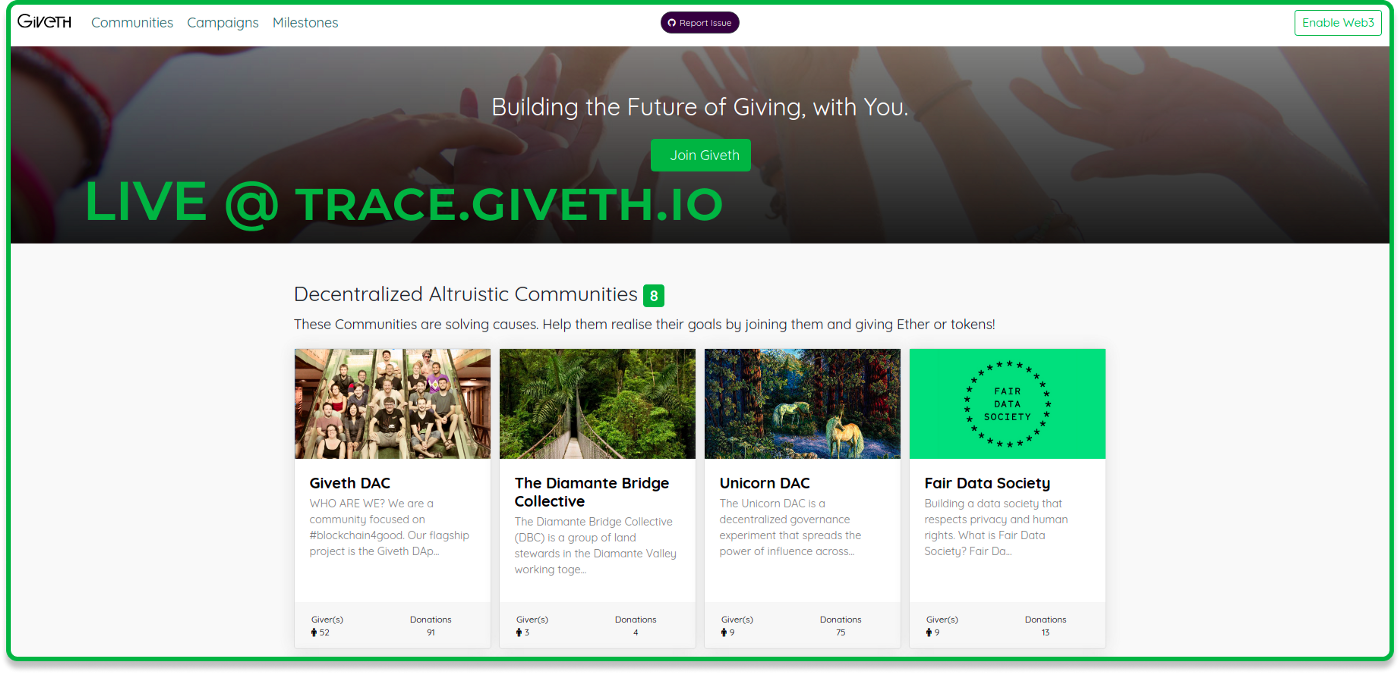 GIVETH Communities Campaigns Milestones Report Issue Enable Web3
Building the Future of Giving, with You.
Join Giveth
LIVE @ TRACE.GIVETH.IO
Decentralized Altruistic Communities 8
These Communities are solving causes. Help them realise their goals by joining them and giving Ether or tokens!
FAIR
DATA
SOCIETY
Giveth DAC
WHO ARE WE? We are a
community focused on
#blockchain4good. Our flagship
project is the Giveth DAp...
Giver(s) Donations
52 91
The Diamante Bridge
Collective
The Diamante Bridge Collective
(DBC) is a group of land
stewards in the Diamante Valley
working toge...
Giver(s) Donations
3 4
Unicorn DAC
The Unicorn DAC is a
decentralized governance
experiment that spreads the
power of influence across...
Giver(s) Donations
9 75
Fair Data Society
Building a data society that
respects privacy and human
rights. What is Fair Data
Society? Fair Da...
Giver(s) Donations
9 13